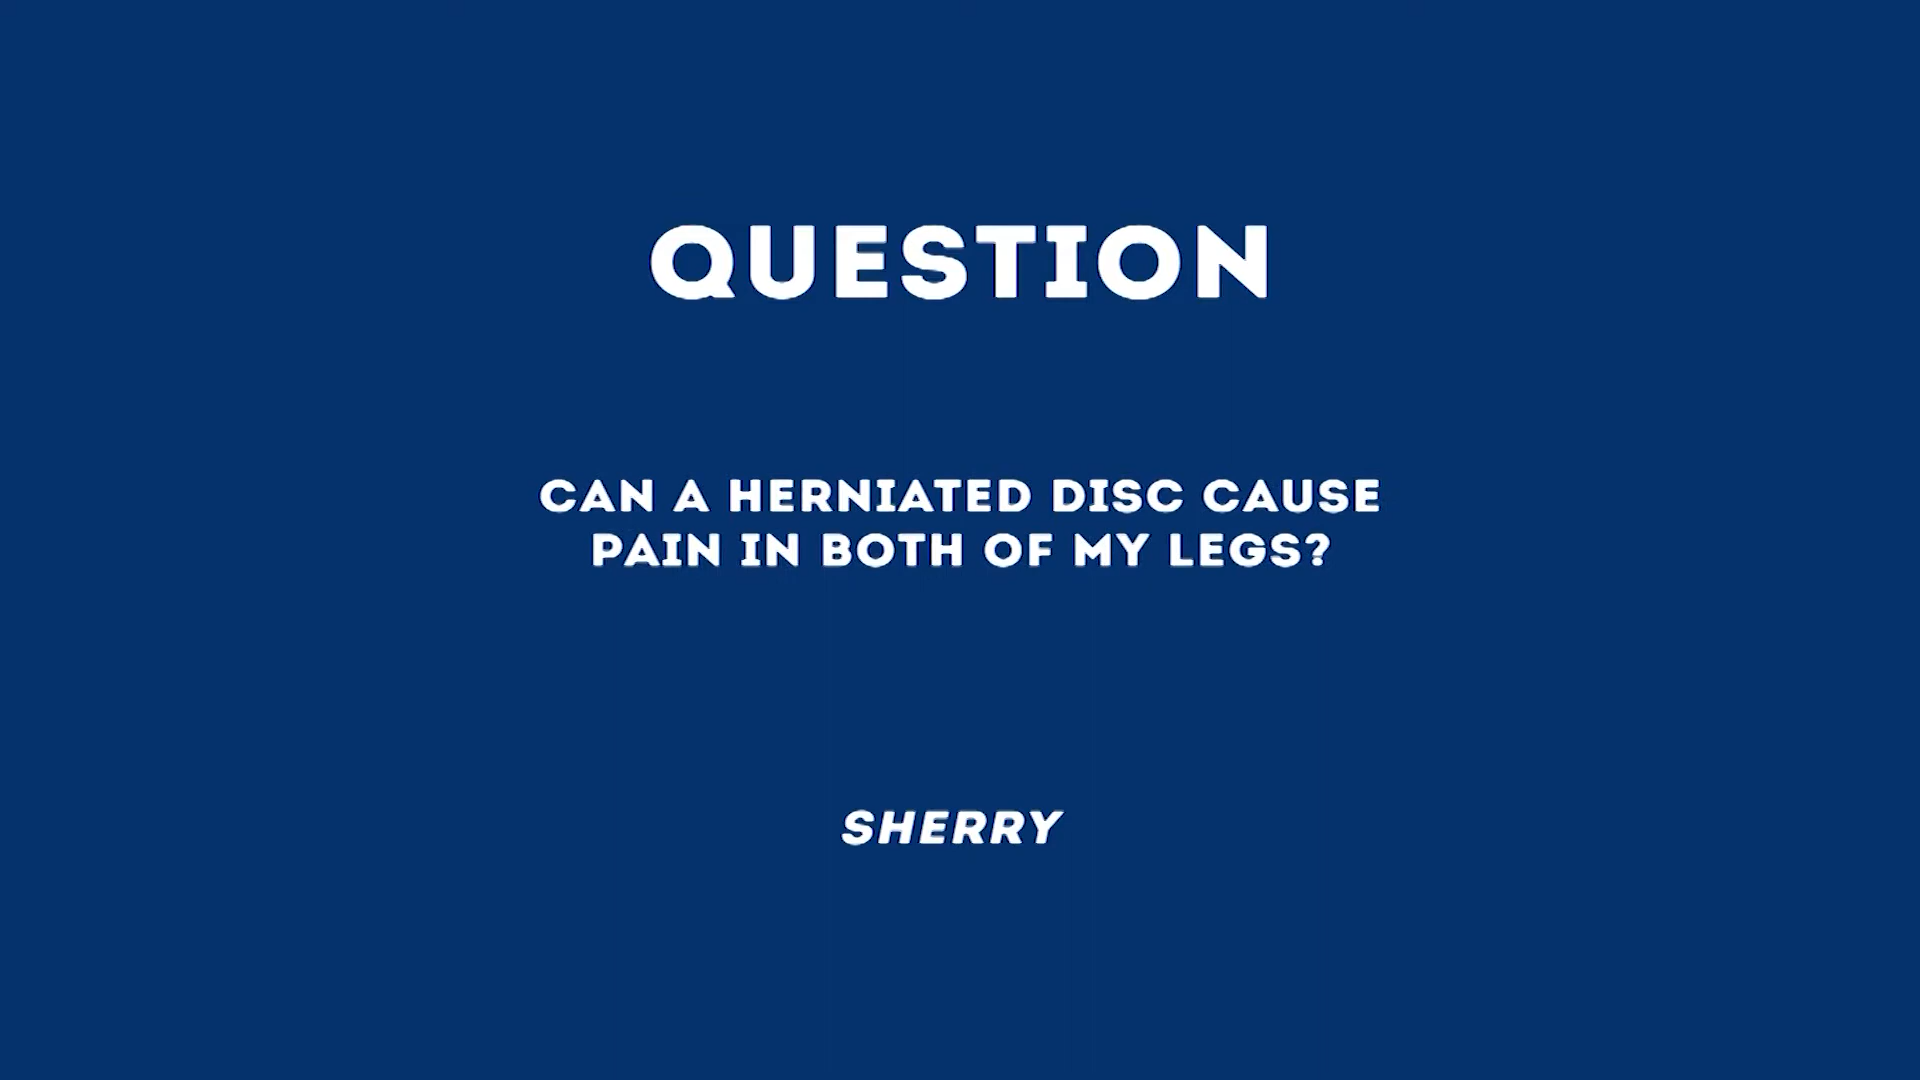 QUESTION
CAN A HERNIATED DISC CAUSE
PAIN IN BOTH OF MY LEGS?
SHERRY